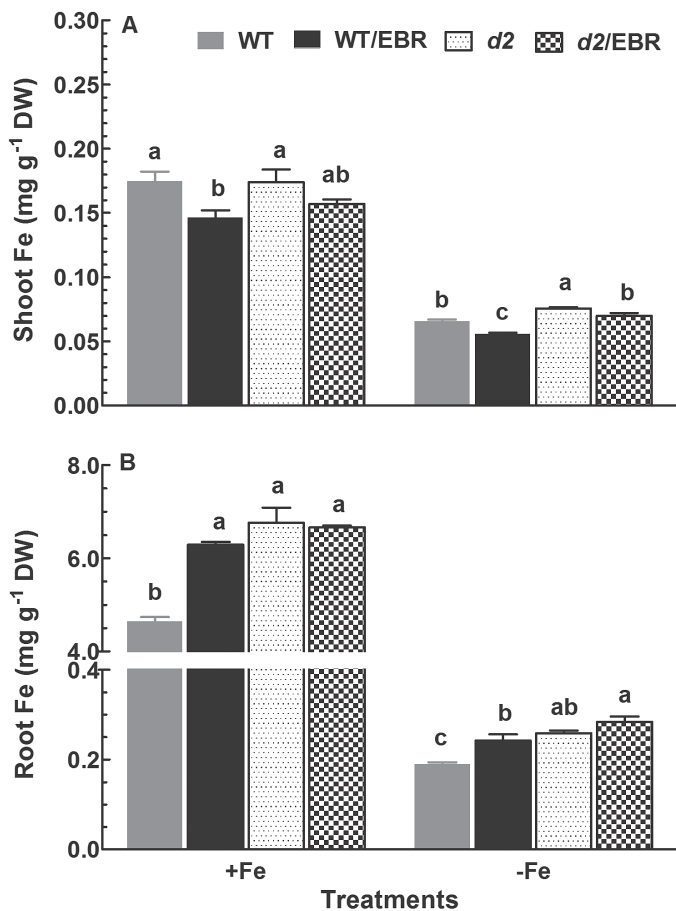 A
WT WT/EBR d2 d2/EBR
0.30
0.25
0.20
0.15
0.10
0.05
0.00
Shoot Fe (mg g-1 DW)
a b a ab
b c a b
B
8.0
6.0
4.0
0.4
0.2
0.0
Root Fe (mg g-1 DW)
b a a a
c b ab a
+Fe -Fe
Treatments